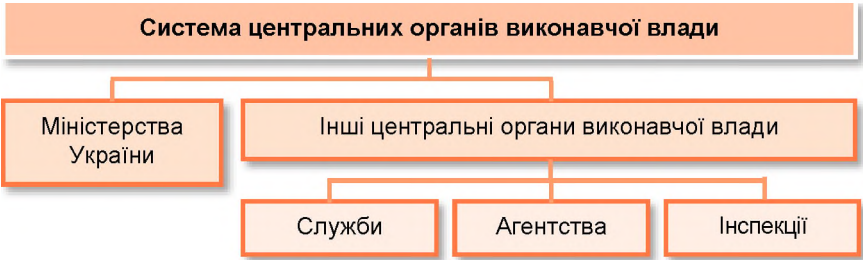 Система центральних органів виконавчої влади
Міністерства
України
Інші центральні органи виконавчої влади
Служби
Агентства
Інспекції